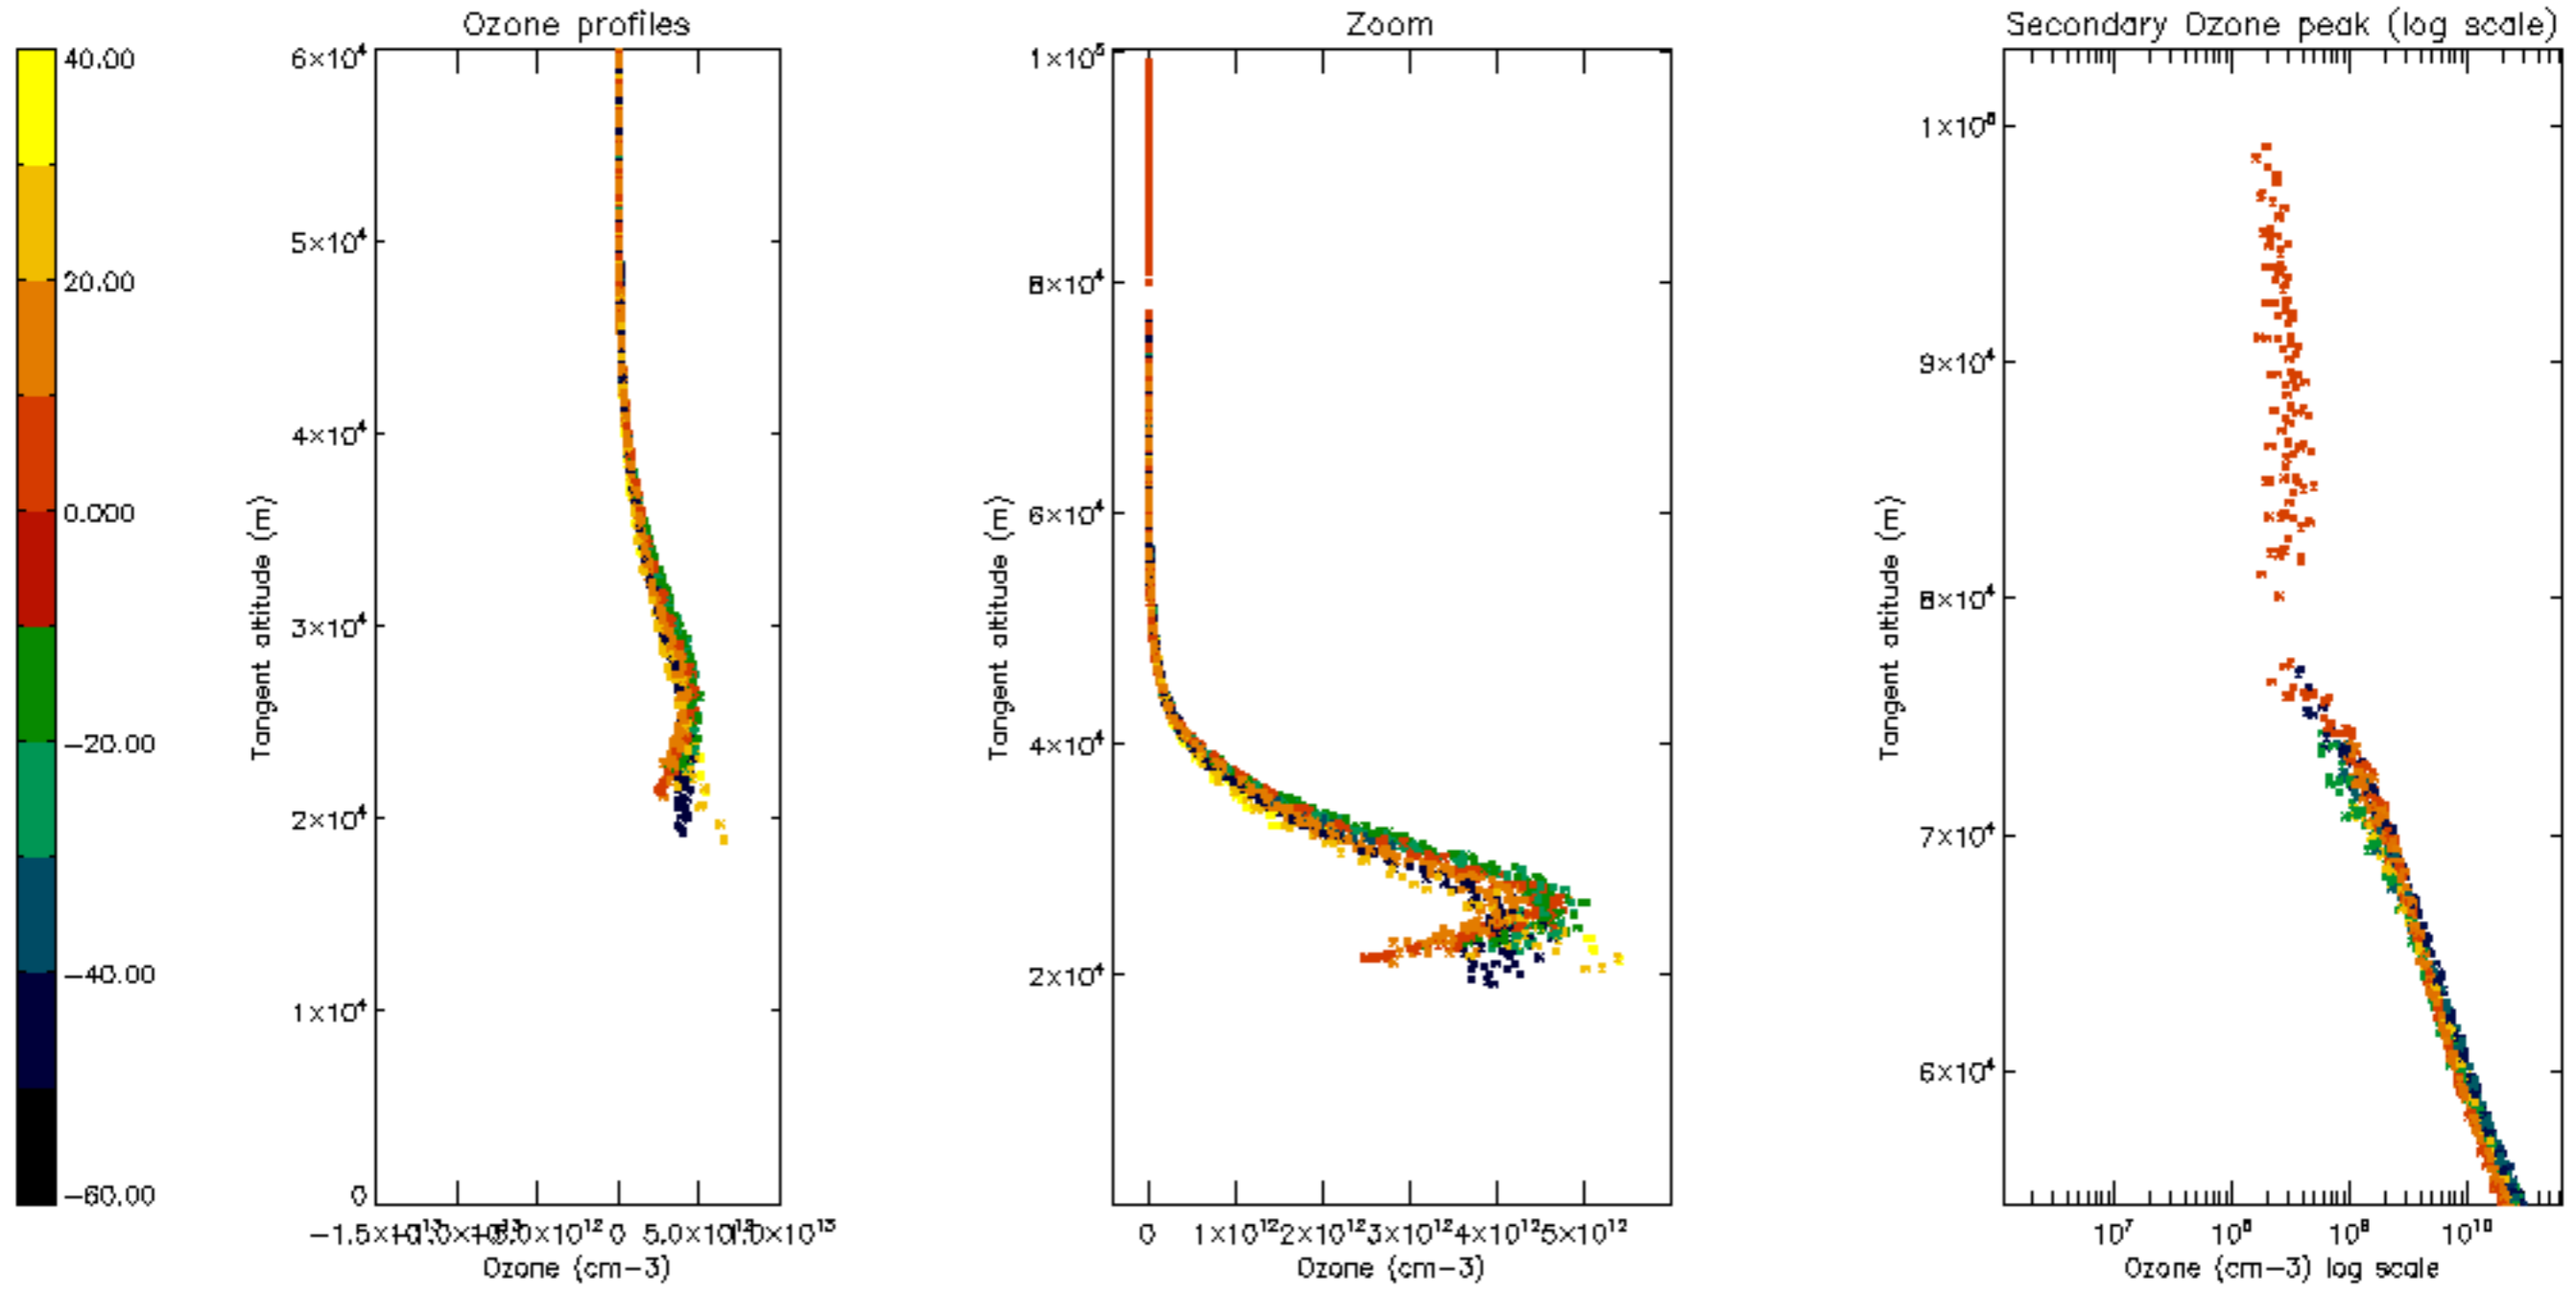 Ozone profiles
Zoom
Secondary Ozone peak (log scale)
40.00
20.00
0.000
−20.00
−40.00
−60.00
6×10⁴
5×10⁴
4×10⁴
3×10⁴
2×10⁴
1×10⁴
0
Tangent altitude (m)
0
Ozone (cm−3)
1×10⁵
8×10⁴
6×10⁴
4×10⁴
2×10⁴
Tangent altitude (m)
0 1×10¹² 2×10¹² 3×10¹² 4×10¹² 5×10¹²
Ozone (cm−3)
1×10⁵
9×10⁴
8×10⁴
7×10⁴
6×10⁴
Tangent altitude (m)
10⁷ 10⁸ 10⁹ 10¹⁰
Ozone (cm−3) log scale